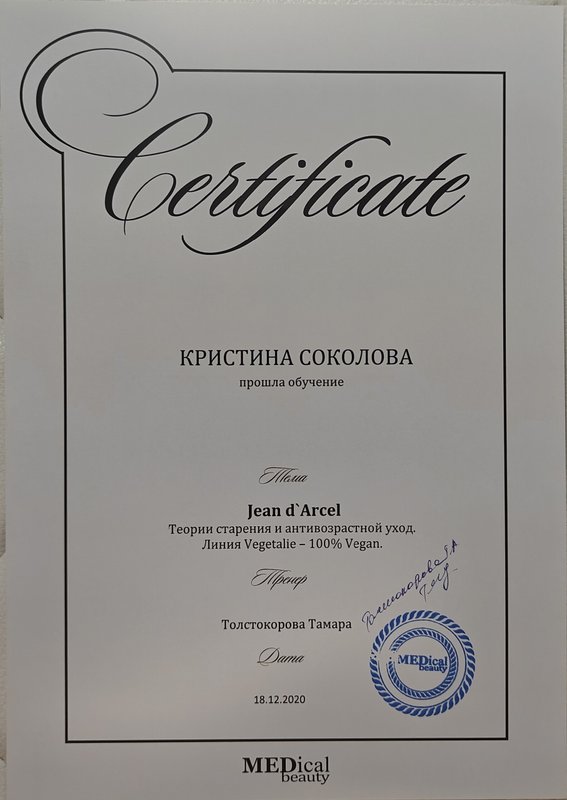 Certificate
КРИСТИНА СОКОЛОВА
прошла обучение
Тема
Jean d`Arcel
Теории старения и антивозрастной уход.
Линия Vegetalie – 100% Vegan.
Тренер
Толстокорова Тамара
Дата
18.12.2020
Толстокорова Т.А
MEDical
beauty
MEDical
beauty